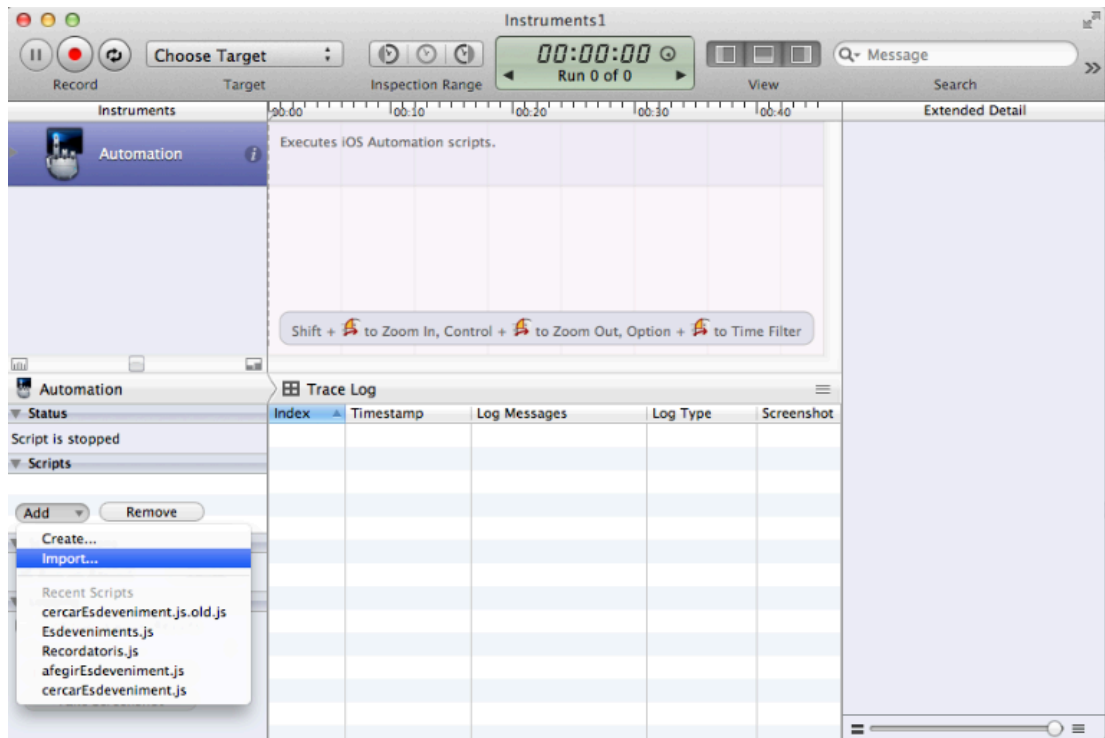 Instruments1
Choose Target
00:00:00
Run 0 of 0
Message
Record Target Inspection Range View Search
Instruments 00:00 00:10 00:20 00:30 00:40 Extended Detail
Automation
Executes iOS Automation scripts.
Shift + to Zoom In, Control + to Zoom Out, Option + to Time Filter
Automation Trace Log
Status
Index Timestamp Log Messages Log Type Screenshot
Script is stopped
Scripts
Add Remove
Create...
Import...
Recent Scripts
cercarEsdeveniment.js.old.js
Esdeveniments.js
Recordatoris.js
afegirEsdeveniment.js
cercarEsdeveniment.js